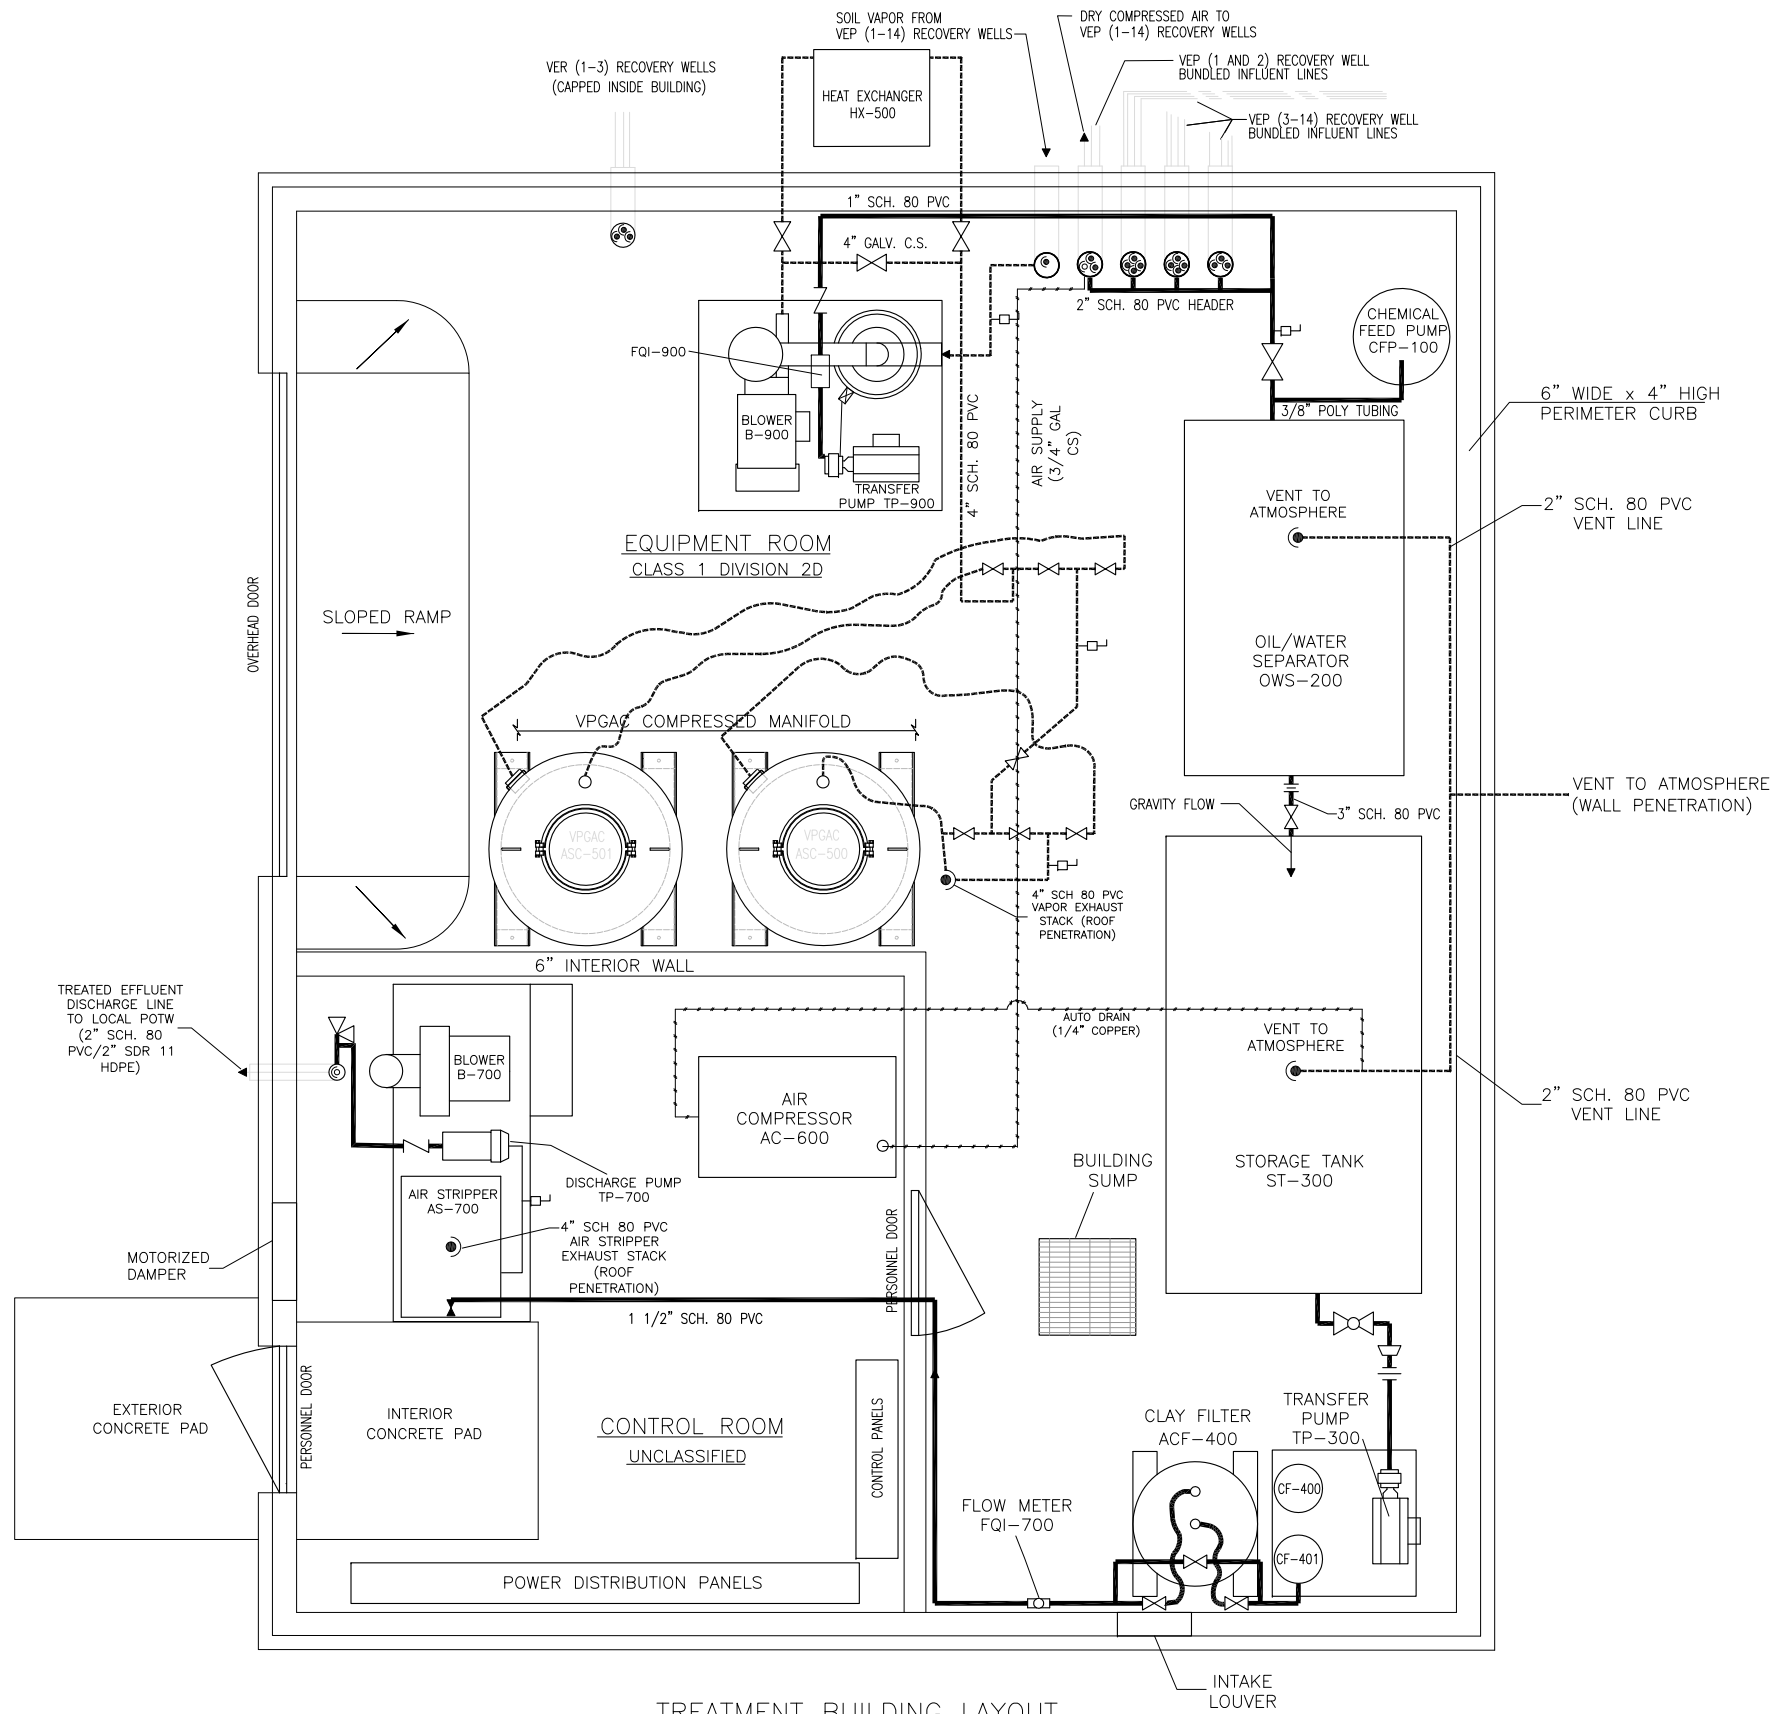 SOIL VAPOR FROM
VEP (1-14) RECOVERY WELLS
DRY COMPRESSED AIR TO
VEP (1-14) RECOVERY WELLS
VER (1-3) RECOVERY WELLS
(CAPPED INSIDE BUILDING)
HEAT EXCHANGER
HX-500
VEP (1 AND 2) RECOVERY WELL
BUNDLED INFLUENT LINES
VEP (3-14) RECOVERY WELL
BUNDLED INFLUENT LINES
1" SCH. 80 PVC
4" GALV. C.S.
2" SCH. 80 PVC HEADER
CHEMICAL
FEED PUMP
CFP-100
FQI-900
BLOWER
B-900
TRANSFER
PUMP TP-900
4" SCH. 80 PVC
AIR SUPPLY
(3/4" GAL
CS)
3/8" POLY TUBING
6" WIDE x 4" HIGH
PERIMETER CURB
VENT TO
ATMOSPHERE
2" SCH. 80 PVC
VENT LINE
EQUIPMENT ROOM
CLASS 1 DIVISION 2D
OVERHEAD DOOR
SLOPED RAMP
OIL/WATER
SEPARATOR
OWS-200
VPGAC COMPRESSED MANIFOLD
VENT TO ATMOSPHERE
(WALL PENETRATION)
GRAVITY FLOW
3" SCH. 80 PVC
VPGAC
ASC-501
VPGAC
ASC-500
4" SCH 80 PVC
VAPOR EXHAUST
STACK (ROOF
PENETRATION)
6" INTERIOR WALL
TREATED EFFLUENT
DISCHARGE LINE
TO LOCAL POTW
(2" SCH. 80
PVC/2" SDR 11
HDPE)
AUTO DRAIN
(1/4" COPPER)
VENT TO
ATMOSPHERE
BLOWER
B-700
AIR
COMPRESSOR
AC-600
2" SCH. 80 PVC
VENT LINE
DISCHARGE PUMP
TP-700
BUILDING
SUMP
STORAGE TANK
ST-300
AIR STRIPPER
AS-700
4" SCH 80 PVC
AIR STRIPPER
EXHAUST STACK
(ROOF
PENETRATION)
PERSONNEL DOOR
MOTORIZED
DAMPER
1 1/2" SCH. 80 PVC
EXTERIOR
CONCRETE PAD
PERSONNEL DOOR
INTERIOR
CONCRETE PAD
CONTROL ROOM
UNCLASSIFIED
CONTROL PANELS
CLAY FILTER
ACF-400
TRANSFER
PUMP
TP-300
CF-400
CF-401
FLOW METER
FQI-700
POWER DISTRIBUTION PANELS
INTAKE
LOUVER
TREATMENT BUILDING LAYOUT